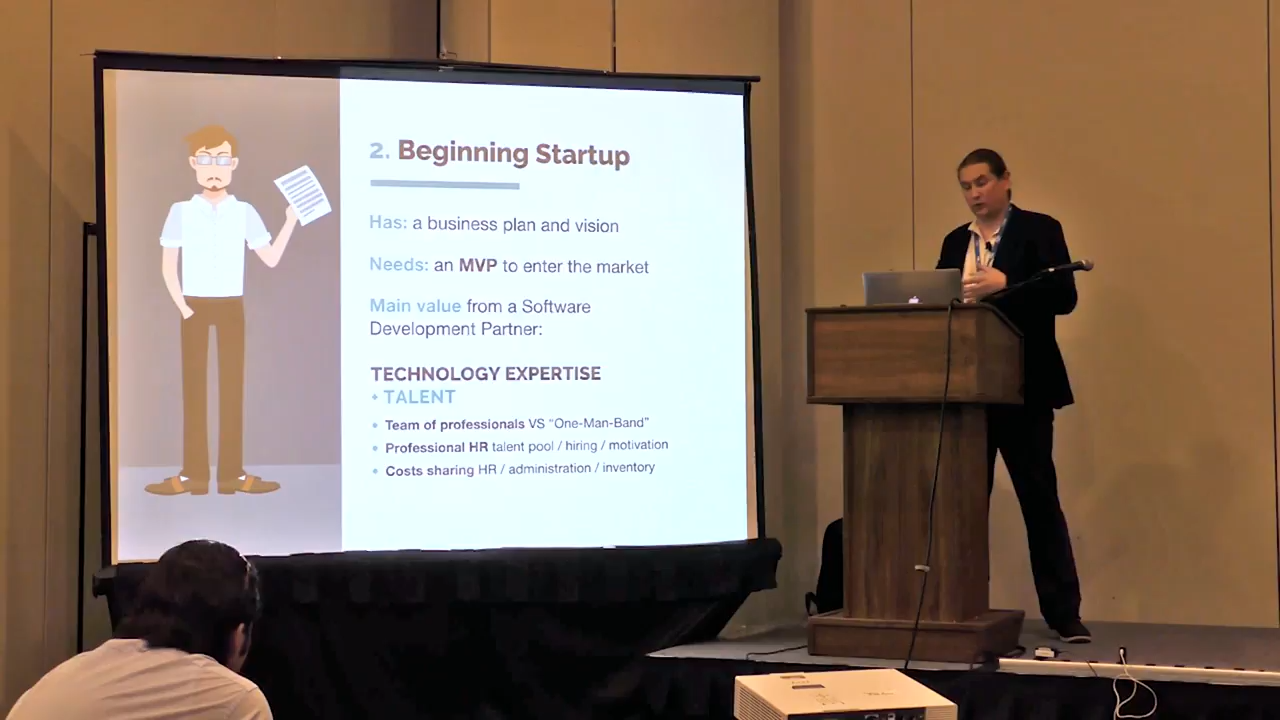 2. Beginning Startup
Has: a business plan and vision
Needs: an MVP to enter the market
Main value from a Software
Development Partner:
TECHNOLOGY EXPERTISE
+ TALENT
• Team of professionals VS "One-Man-Band"
• Professional HR talent pool / hiring / motivation
• Costs sharing HR / administration / inventory